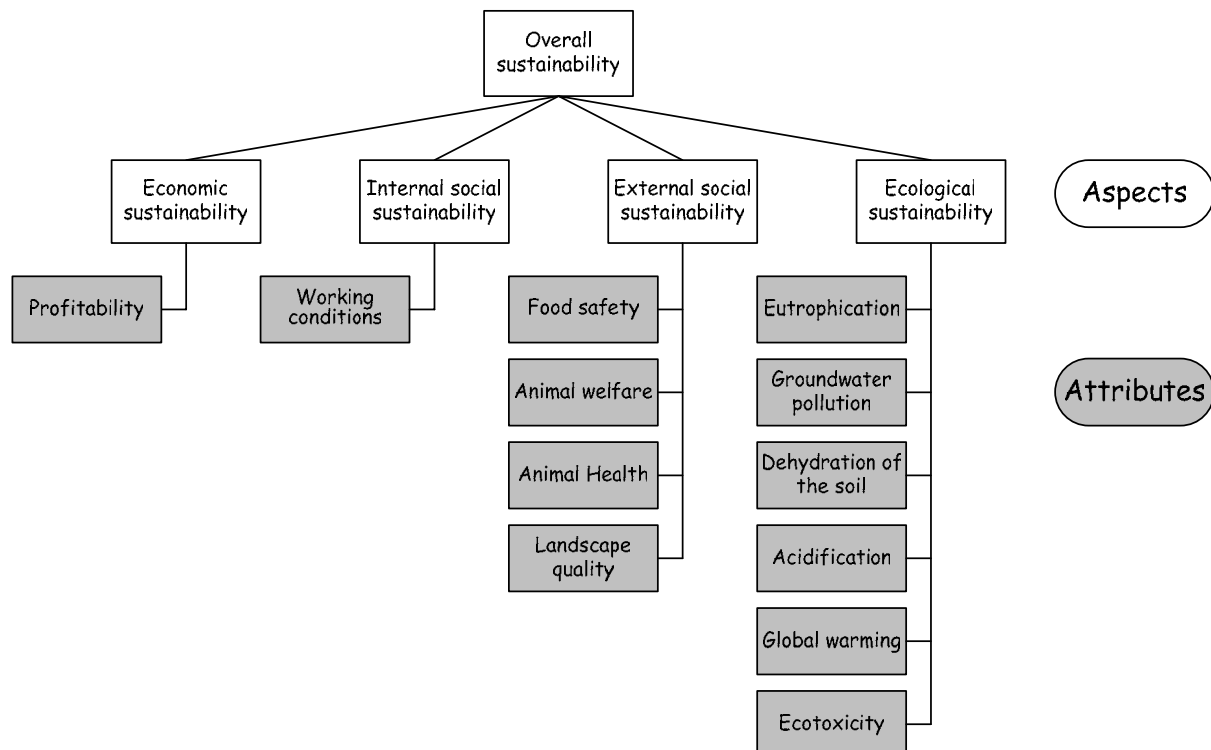 Overall
sustainability
Economic
sustainability
Internal social
sustainability
External social
sustainability
Ecological
sustainability
Aspects
Profitability
Working
conditions
Food safety
Eutrophication
Animal welfare
Groundwater
pollution
Attributes
Animal Health
Dehydration of
the soil
Landscape
quality
Acidification
Global warming
Ecotoxicity